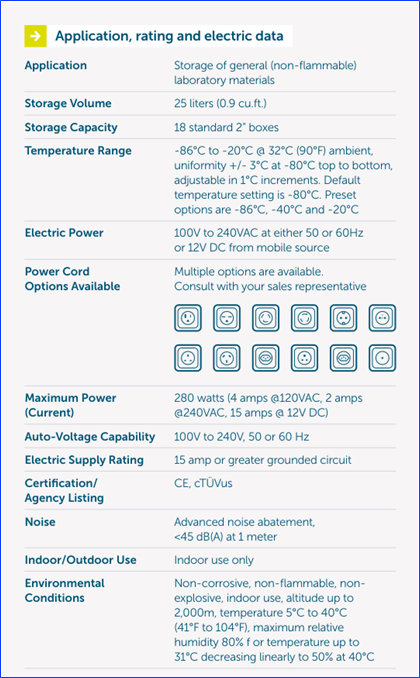 Application, rating and electric data
Application
Storage of general (non-flammable)
laboratory materials
Storage Volume
25 liters (0.9 cu.ft.)
Storage Capacity
18 standard 2” boxes
Temperature Range
-86°C to -20°C @ 32°C (90°F) ambient,
uniformity +/- 3°C at -80°C top to bottom,
adjustable in 1°C increments. Default
temperature setting is -80°C. Preset
options are -86°C, -40°C and -20°C
Electric Power
100V to 240VAC at either 50 or 60Hz
or 12V DC from mobile source
Power Cord
Options Available
Multiple options are available.
Consult with your sales representative
Maximum Power
(Current)
280 watts (4 amps @120VAC, 2 amps
@240VAC, 15 amps @ 12V DC)
Auto-Voltage Capability
100V to 240V, 50 or 60 Hz
Electric Supply Rating
15 amp or greater grounded circuit
Certification/
Agency Listing
CE, cTÜVus
Noise
Advanced noise abatement,
<45 dB(A) at 1 meter
Indoor/Outdoor Use
Indoor use only
Environmental
Conditions
Non-corrosive, non-flammable, non-
explosive, indoor use, altitude up to
2,000m, temperature 5°C to 40°C
(41°F to 104°F), maximum relative
humidity 80% f or temperature up to
31°C decreasing linearly to 50% at 40°C